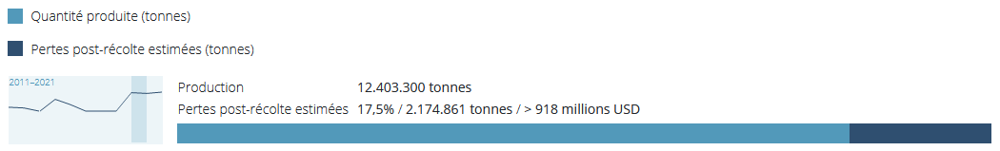 Quantité produite (tonnes)
Pertes post-récolte estimées (tonnes)
2011–2021
Production 12.403.300 tonnes
Pertes post-récolte estimées 17,5% / 2.174.861 tonnes / > 918 millions USD